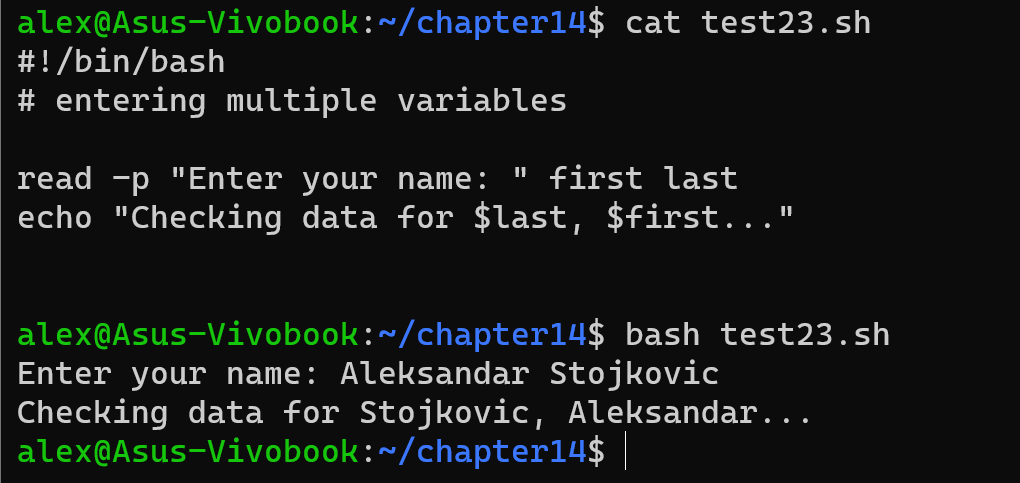 alex@Asus-Vivobook:~/chapter14$ cat test23.sh
#!/bin/bash
# entering multiple variables
read -p "Enter your name: " first last
echo "Checking data for $last, $first..."
alex@Asus-Vivobook:~/chapter14$ bash test23.sh
Enter your name: Aleksandar Stojkovic
Checking data for Stojkovic, Aleksandar...
alex@Asus-Vivobook:~/chapter14$